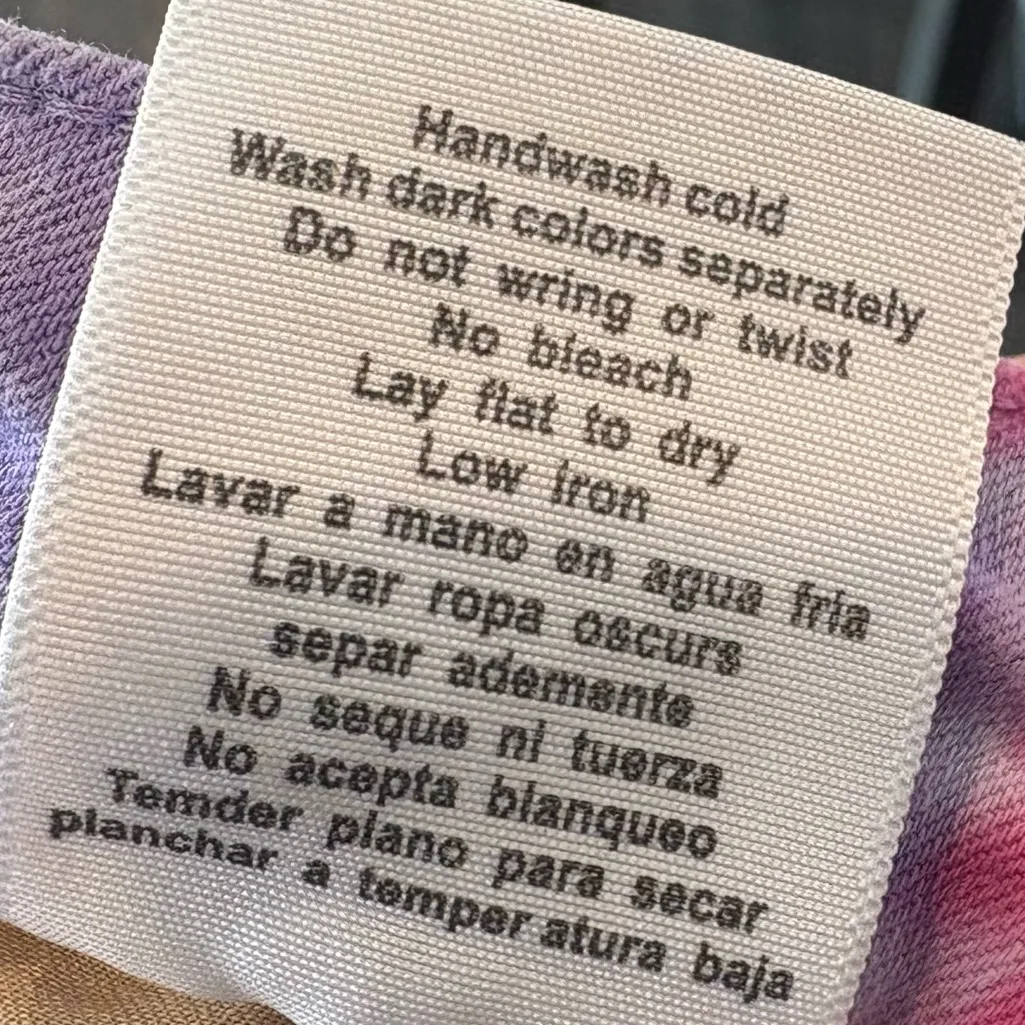 Handwash cold
Wash dark colors separately
Do not wring or twist
No bleach
Lay flat to dry
Low iron
Lavar a mano en agua fria
Lavar ropa oscurs
separ ademente
No seque ni tuerza
No acepta blanqueo
Temder plano para secar
planchar a temper atura baja